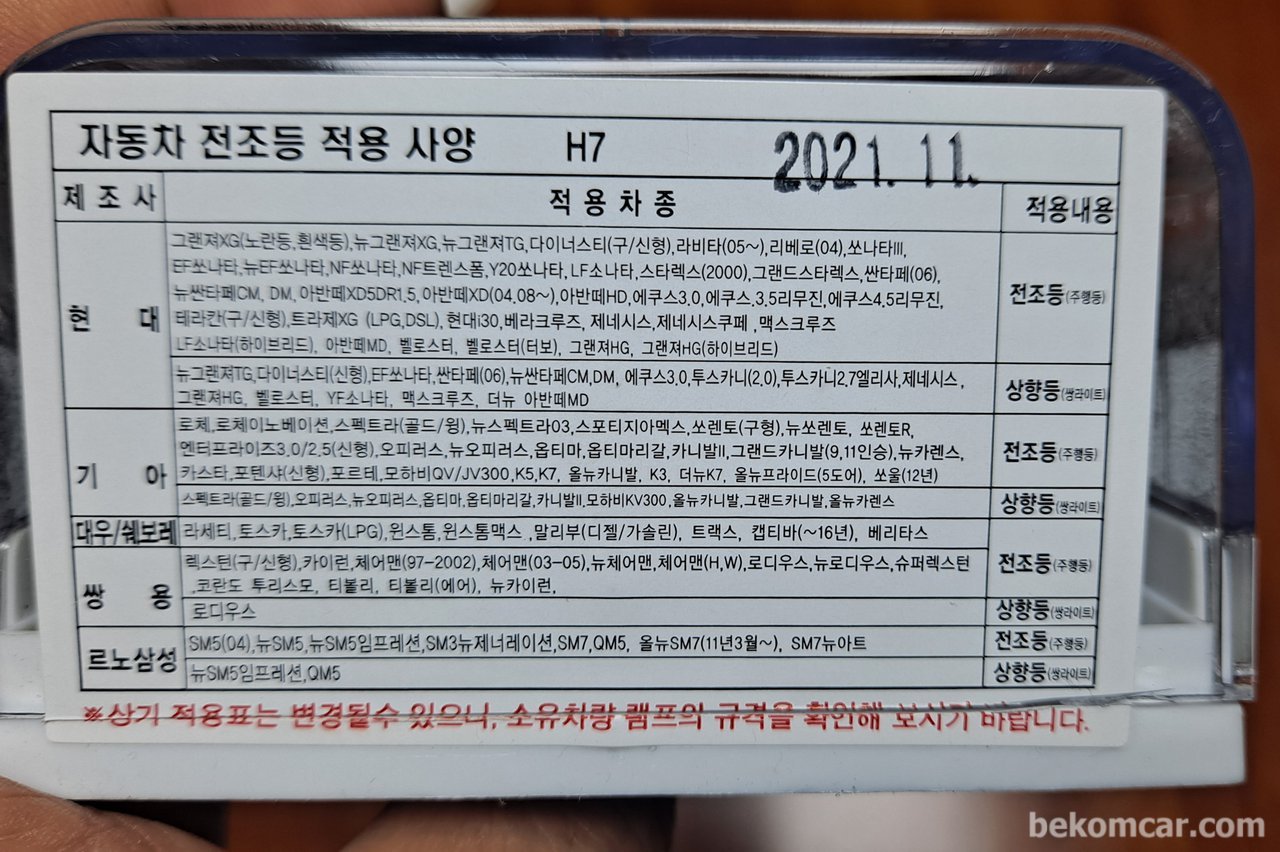 자동차 전조등 적용 사양 H7 2021. 11.
제 조 사 적 용 차 종 적용내용
현 대
그랜져XG(노란등,흰색등),뉴그랜져XG,뉴그랜져TG,다이너스티(구/신형),라비타(05~),리베로(04),쏘나타III,
EF쏘나타,뉴EF쏘나타,NF쏘나타,NF트렌스폼,Y20쏘나타,LF소나타,스타렉스(2000),그랜드스타렉스,싼타페(06),
뉴싼타페CM, DM, 아반떼XD5DR1,5,아반떼XD(04.08~),아반떼HD,에쿠스3.0,에쿠스,3,5리무진,에쿠스4,5리무진,
테라칸(구/신형),트라제XG (LPG,DSL), 현대i30,베라크루즈, 제네시스,제네시스쿠페 ,맥스크루즈
LF소나타(하이브리드), 아반떼MD, 벨로스터, 벨로스터(터보), 그랜져HG, 그랜져HG(하이브리드)
전조등(주행등)
뉴그랜져TG,다이너스티(신형),EF쏘나타,싼타페(06),뉴싼타페CM,DM, 에쿠스3,0,투스카니(2,0),투스카니2,7엘리사,제네시스,
그랜져HG, 벨로스터, YF소나타, 맥스크루즈, 더뉴 아반떼MD
상향등(쌍라이트)
기 아
로체,로체이노베이션,스펙트라(골드/윙),뉴스펙트라03,스포티지아멕스,쏘렌토(구형),뉴쏘렌토, 쏘렌토R,
엔터프라이즈3.0/2.5(신형),오피러스,뉴오피러스,옵티마,옵티마리갈,카니발II,그랜드카니발(9,11인승),뉴카렌스,
카스타,포텐샤(신형),포르테,모하비QV/JV300,K5,K7, 올뉴카니발, K3, 더뉴K7, 올뉴프라이드(5도어), 쏘울(12년)
전조등(주행등)
스펙트라(골드/윙),오피러스,뉴오피러스,옵티마,옵티마리갈,카니발II,모하비KV300,올뉴카니발,그랜드카니발,올뉴카렌스
상향등(쌍라이트)
대우/쉐보레 라세티,토스카,토스카(LPG),윈스톰,윈스톰맥스 ,말리부(디젤/가솔린), 트랙스, 캡티바(~16년), 베리타스
쌍 용
렉스턴(구/신형),카이런,체어맨(97-2002),체어맨(03-05),뉴체어맨,체어맨(H,W),로디우스,뉴로디우스,슈퍼렉스턴
,코란도 투리스모, 티볼리, 티볼리(에어), 뉴카이런,
전조등(주행등)
로디우스 상향등(쌍라이트)
르노삼성
SM5(04),뉴SM5,뉴SM5임프레션,SM3뉴제너레이션,SM7,QM5, 올뉴SM7(11년3월~), SM7뉴아트 전조등(주행등)
뉴SM5임프레션,QM5 상향등(쌍라이트)
※상기 적용표는 변경될수 있으니, 소유차량 램프의 규격을 확인해 보시기 바랍니다.
bekomcar.com